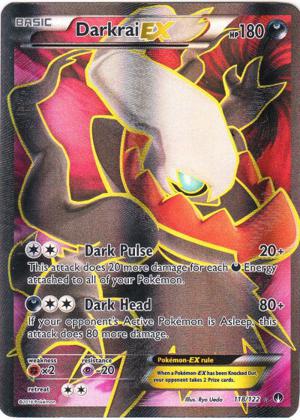 BASIC
Darkrai EX HP180
Dark Pulse 20+
This attack does 20 more damage for each Energy
attached to all of your Pokémon.
Dark Head 80+
If your opponent's Active Pokémon is Asleep, this
attack does 80 more damage.
weakness resistance
×2 -20
retreat
Pokémon-EX rule
When a Pokémon-EX has been Knocked Out, your
opponent takes 2 Prize cards.
©2016 Pokémon
Illus. Ryo Ueda
118/122